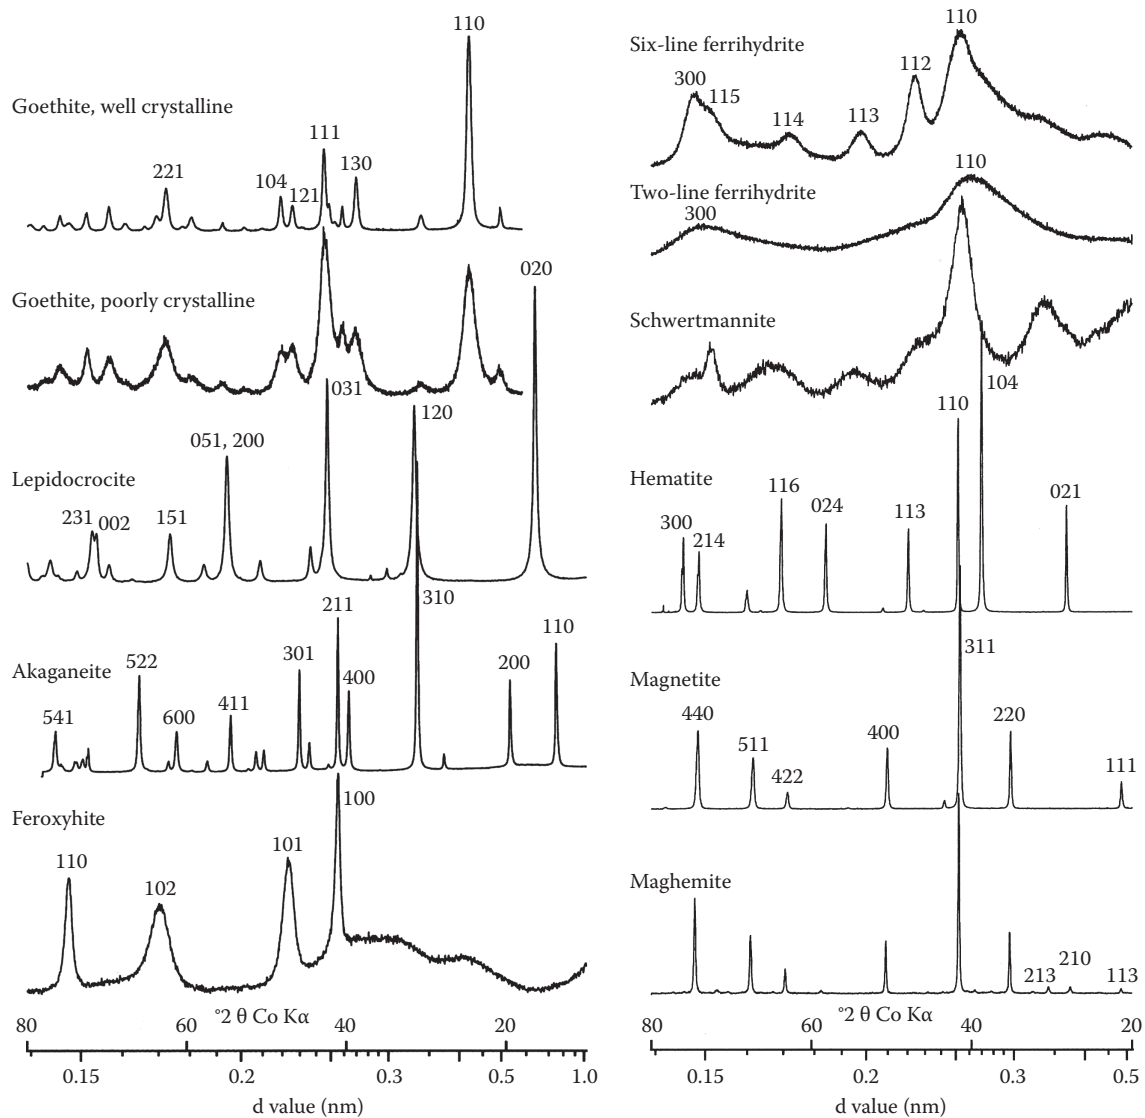 110
Goethite, well crystalline
111
130
221
104
121
Goethite, poorly crystalline
020
031
120
051, 200
Lepidocrocite
231
002
151
310
211
110
301
522
200
Akaganeite
400
411
541
600
100
Feroxyhite
101
110
102
°2 θ Co Kα
80 60 40 20
0.15 0.2 0.3 0.5 1.0
d value (nm)
110
Six-line ferrihydrite
112
300
115
114
113
110
Two-line ferrihydrite
300
Schwertmannite
104
110
Hematite
116
021
024
113
300
214
311
Magnetite
440
220
400
511
111
422
Maghemite
210
213
113
°2 θ Co Kα
80 60 40 20
0.15 0.2 0.3 0.5
d value (nm)